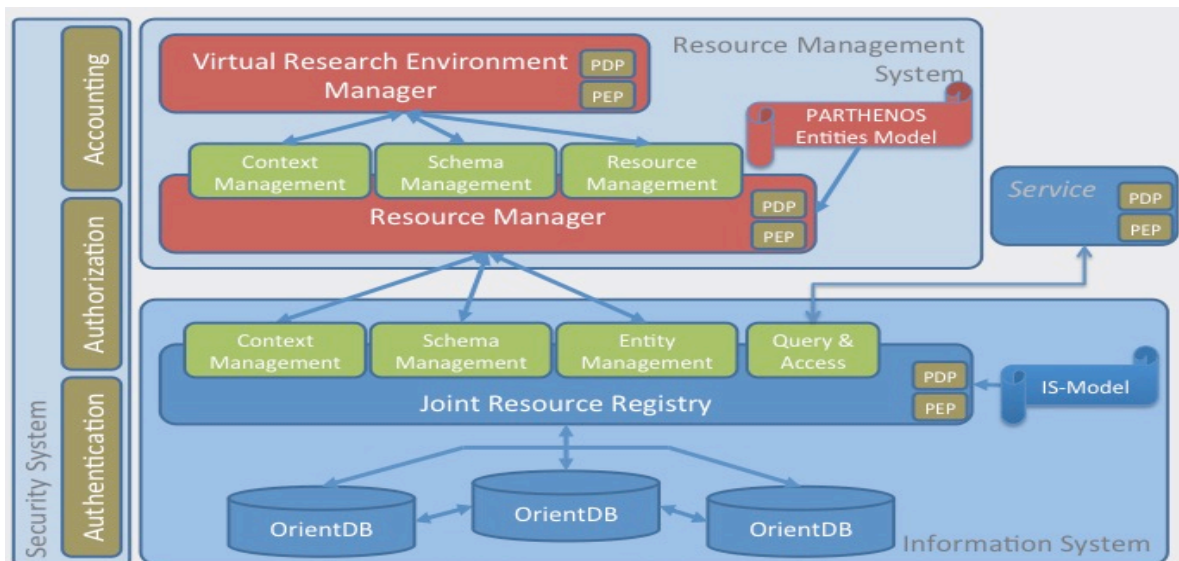 Security System
Accounting
Authorization
Authentication
Resource Management
System
Virtual Research Environment
Manager
PDP
PEP
PARTHENOS
Entities Model
Context
Management
Schema
Management
Resource
Management
Resource Manager
PDP
PEP
Service
PDP
PEP
Context
Management
Schema
Management
Entity
Management
Query &
Access
Joint Resource Registry
PDP
PEP
IS-Model
OrientDB
OrientDB
OrientDB
Information System